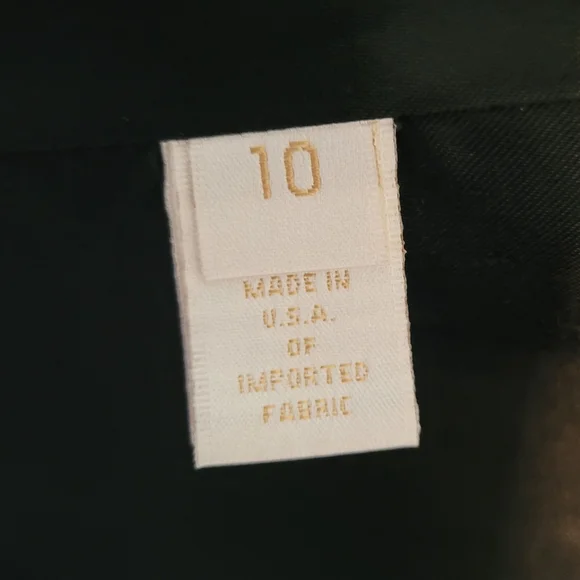 10
MADE IN
U.S.A.
OF
IMPORTED
FABRIC